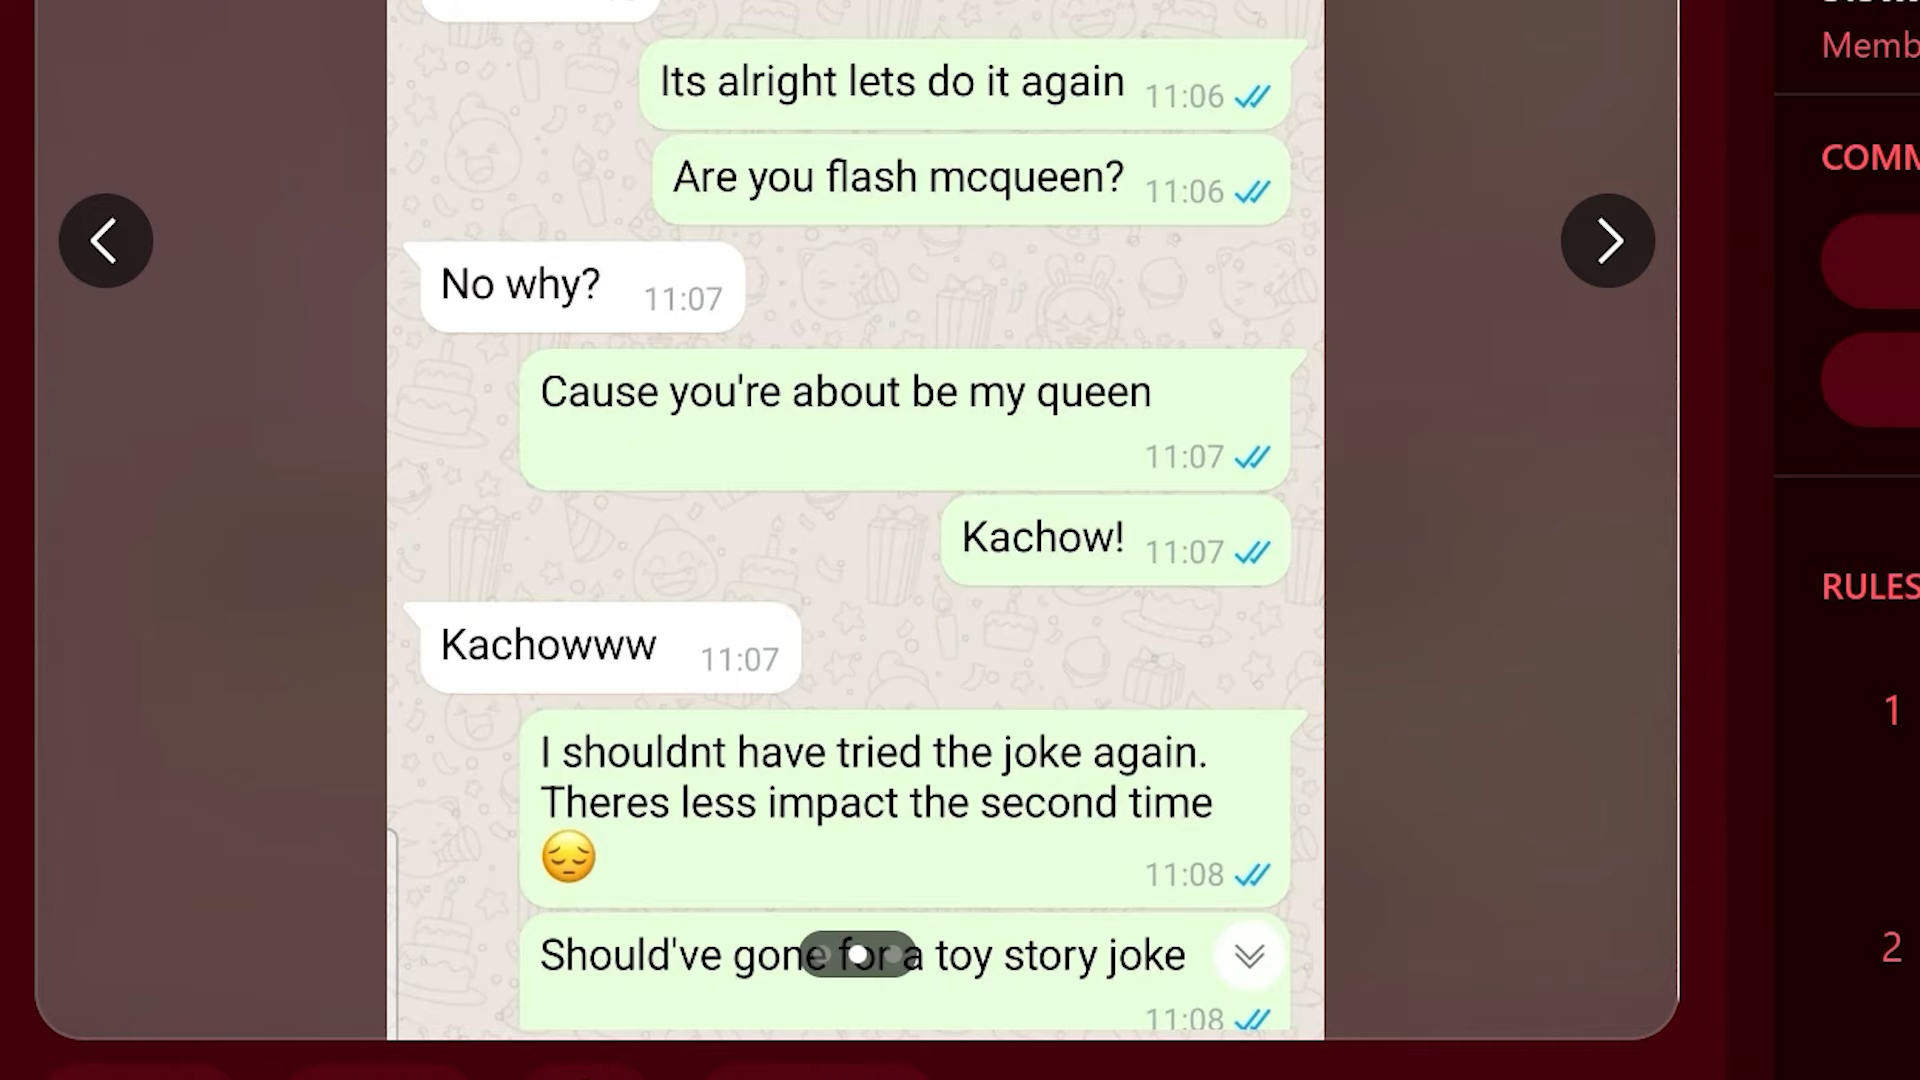 Its alright lets do it again 11:06
Are you flash mcqueen? 11:06
No why? 11:07
Cause you're about be my queen
11:07
Kachow! 11:07
Kachowww 11:07
I shouldnt have tried the joke again.
Theres less impact the second time
😔
11:08
Should've gone for a toy story joke
11:08
Memb
COMM
RULES
1
2